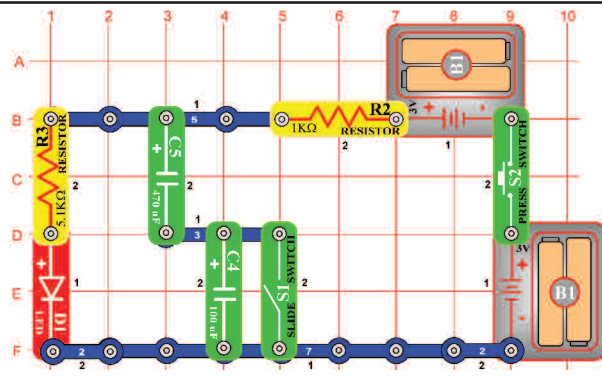 1 2 3 4 5 6 7 8 9 10
A
B1
3V
+ -
1
B
R3
RESISTOR
5.1KΩ
2
1
5
C5
+
470 uF
2
1KΩ
R2
RESISTOR
2
S2
PRESS SWITCH
2
C
D
1
3
3V
+
-
B1
1
+
D1
LED
1
C4
+
100 uF
2
S1
SLIDE SWITCH
2
E
F
2
2
7
1
2
2